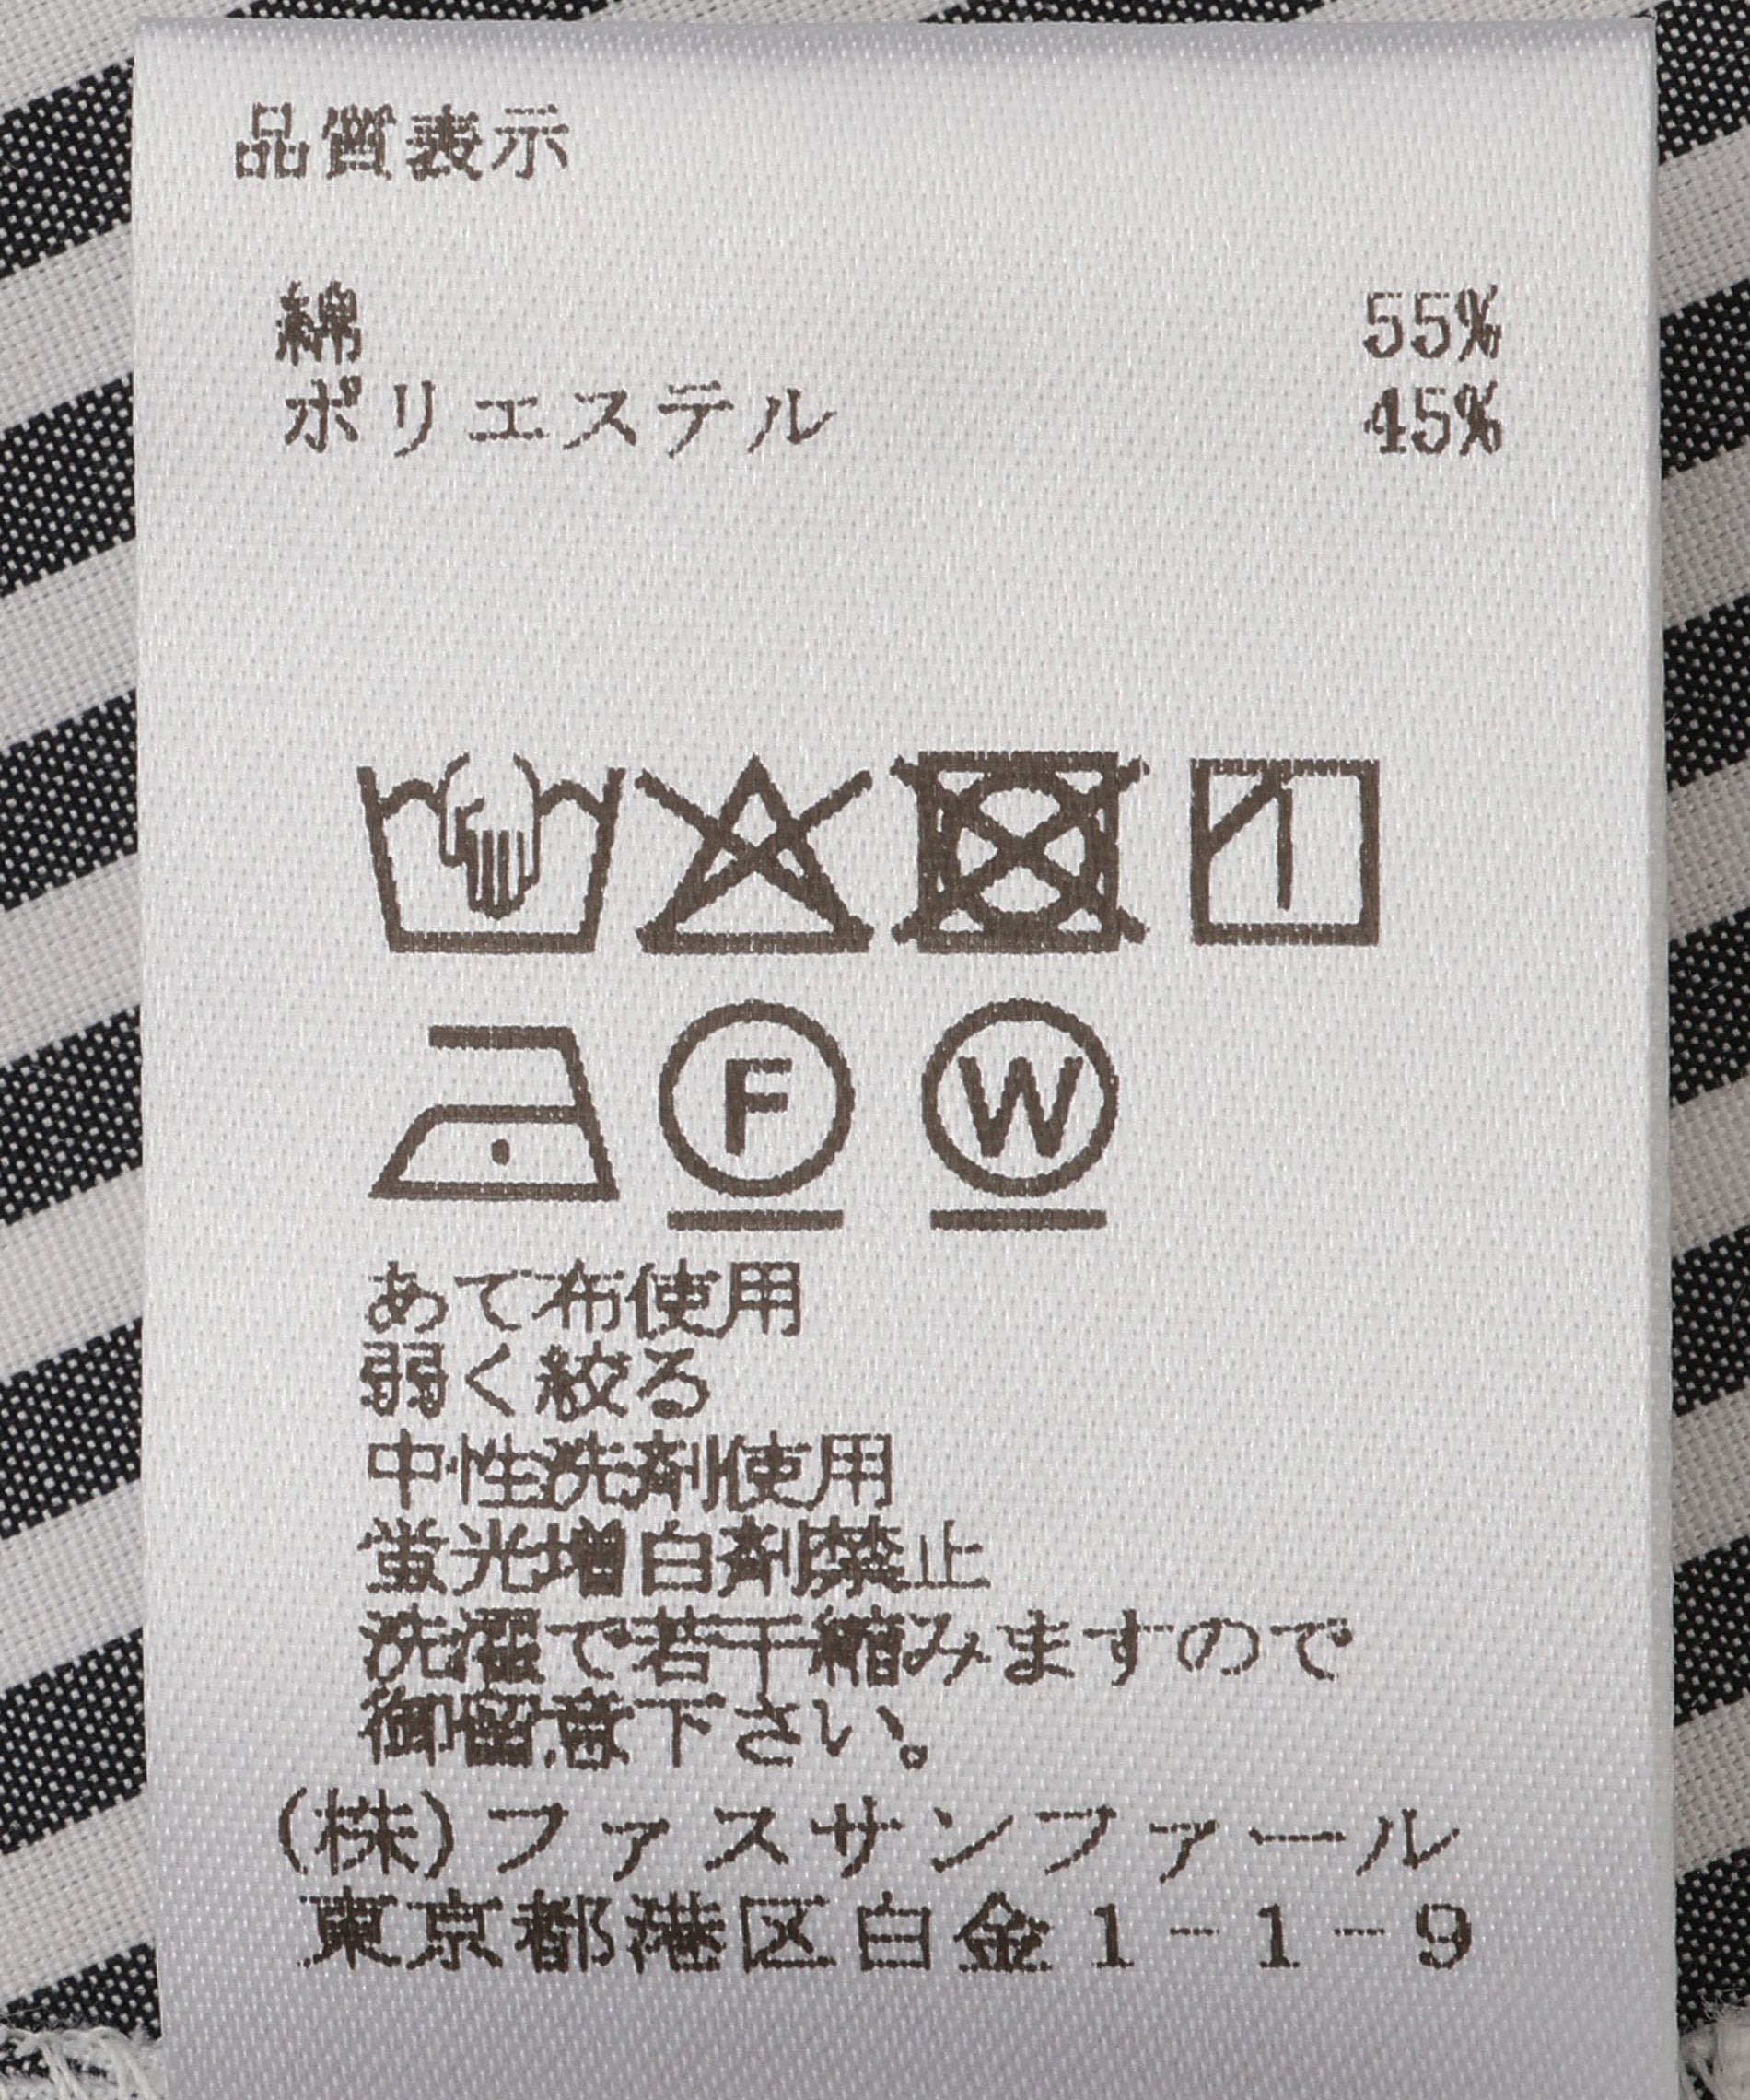 品質表示
綿 55%
ポリエステル 45%
F W
あて布使用
弱く絞る
中性洗剤使用
蛍光増白剤禁止
洗濯で若干縮みますので
御留意下さい。
(株)ファスサンファール
東京都港区白金1-1-9